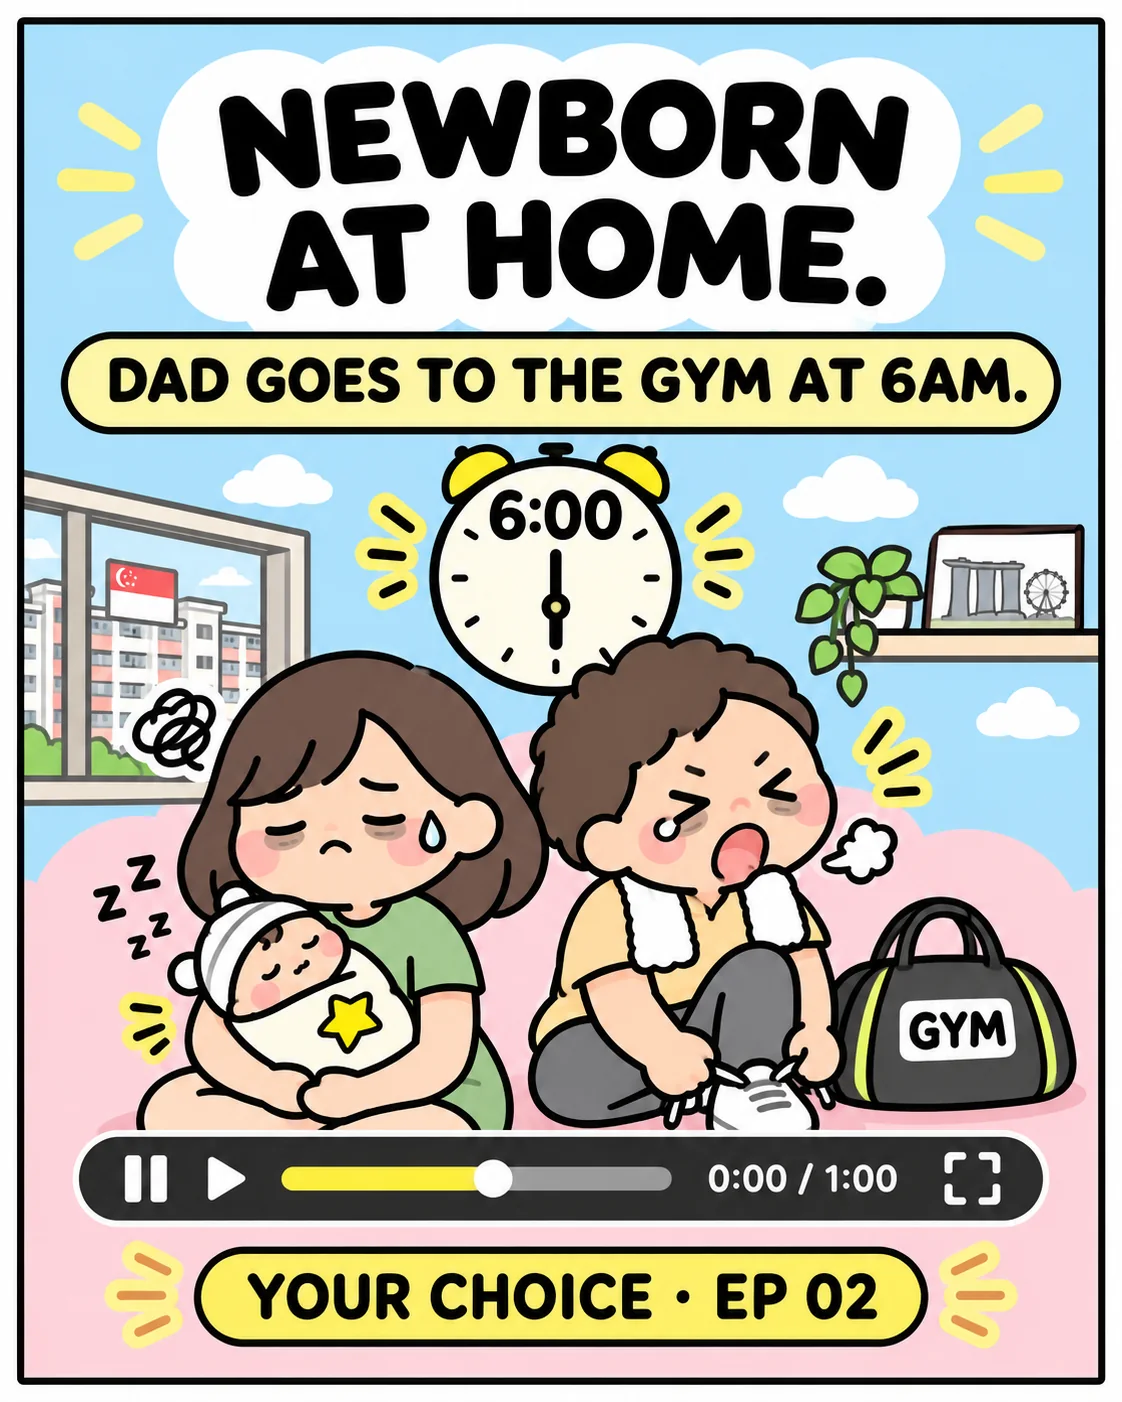 NEWBORN
AT HOME.
DAD GOES TO THE GYM AT 6AM.
6:00
z z
z z
GYM
0:00 / 1:00
YOUR CHOICE · EP 02